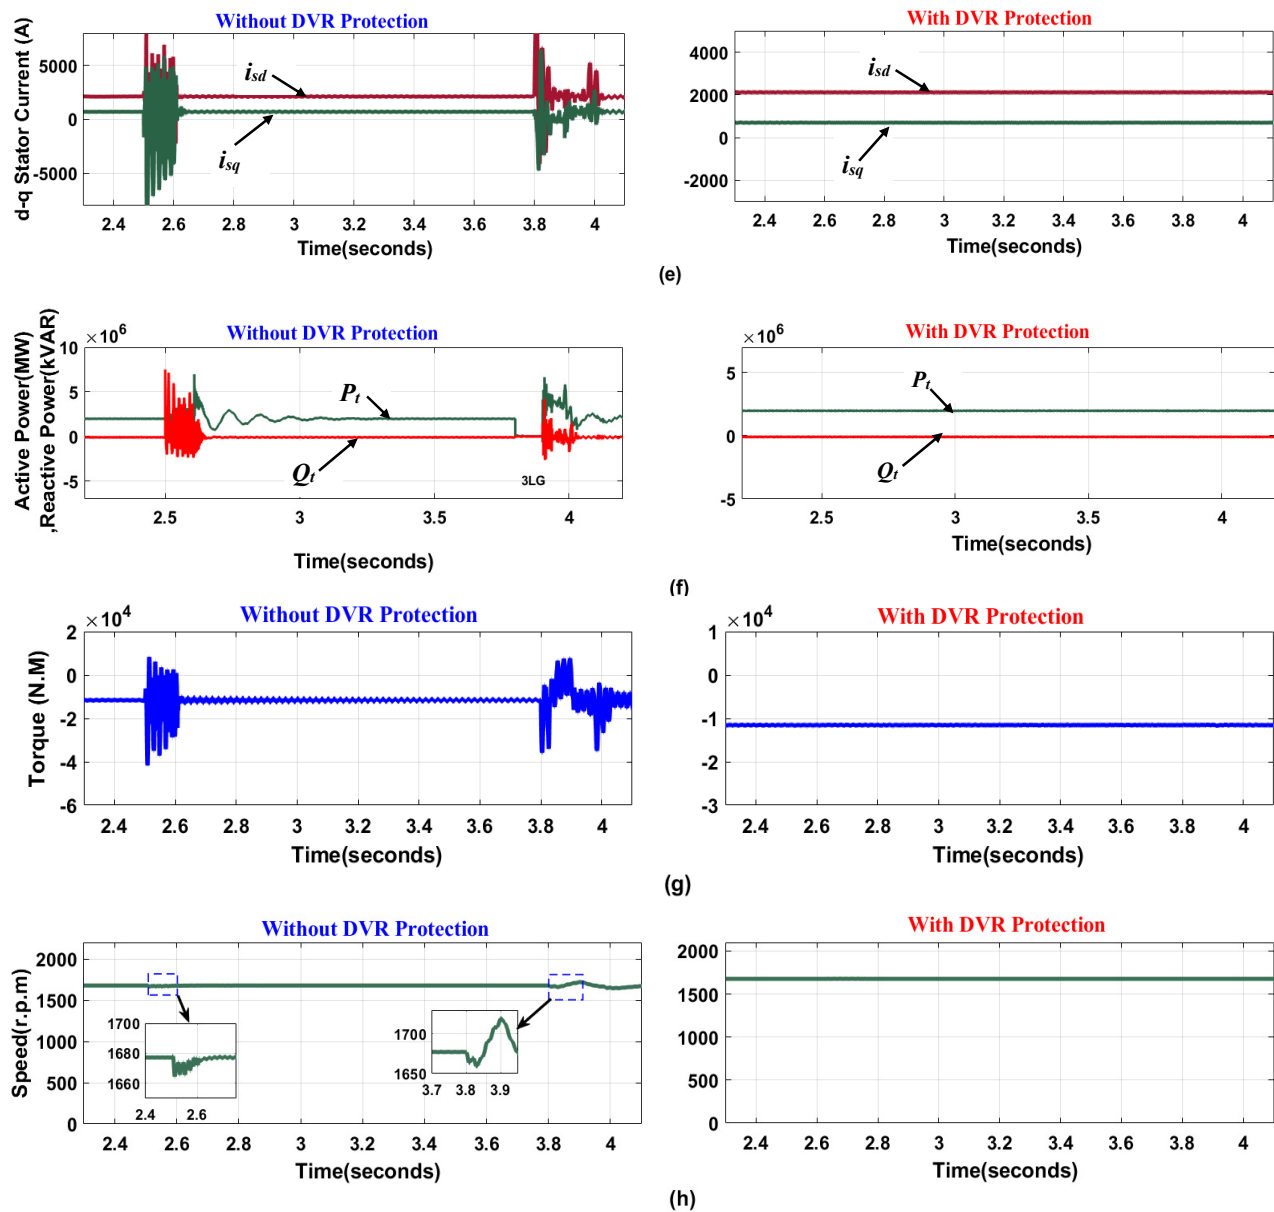 Without DVR Protection
With DVR Protection
d-q Stator Current (A)
5000
0
-5000
i_sd
i_sq
2.4 2.6 2.8 3 3.2 3.4 3.6 3.8 4
Time(seconds)
4000
2000
0
-2000
i_sd
i_sq
2.4 2.6 2.8 3 3.2 3.4 3.6 3.8 4
Time(seconds)
(e)
Without DVR Protection
With DVR Protection
Active Power(MW)
,Reactive Power(kVAR)
×10^6
10
5
0
-5
P_t
Q_t
3LG
2.5 3 3.5 4
Time(seconds)
×10^6
5
0
-5
P_t
Q_t
2.5 3 3.5 4
Time(seconds)
(f)
Without DVR Protection
With DVR Protection
Torque (N.M)
×10^4
2
0
-2
-4
-6
2.4 2.6 2.8 3 3.2 3.4 3.6 3.8 4
Time(seconds)
×10^4
1
0
-1
-2
-3
2.4 2.6 2.8 3 3.2 3.4 3.6 3.8 4
Time(seconds)
(g)
Without DVR Protection
With DVR Protection
Speed(r.p.m)
2000
1500
1000
500
0
1700
1680
1660
2.4 2.6
1700
1650
3.7 3.8 3.9
2.4 2.6 2.8 3 3.2 3.4 3.6 3.8 4
Time(seconds)
2000
1500
1000
500
0
2.4 2.6 2.8 3 3.2 3.4 3.6 3.8 4
Time(seconds)
(h)